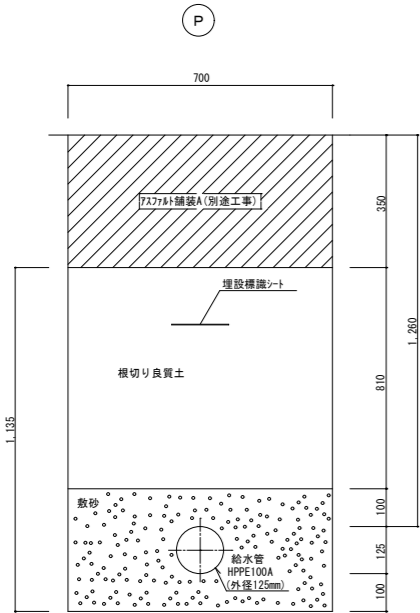 P
700
アスファルト舗装A(別途工事)
350
埋設標識シート
1,260
根切り良質土
810
1,135
敷砂
100
給水管
HPPE100A
(外径125mm)
125
100